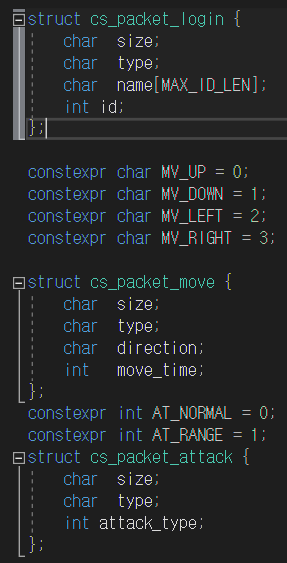 struct cs_packet_login {
char size;
char type;
char name[MAX_ID_LEN];
int id;
};
constexpr char MV_UP = 0;
constexpr char MV_DOWN = 1;
constexpr char MV_LEFT = 2;
constexpr char MV_RIGHT = 3;
struct cs_packet_move {
char size;
char type;
char direction;
int move_time;
};
constexpr int AT_NORMAL = 0;
constexpr int AT_RANGE = 1;
struct cs_packet_attack {
char size;
char type;
int attack_type;
};